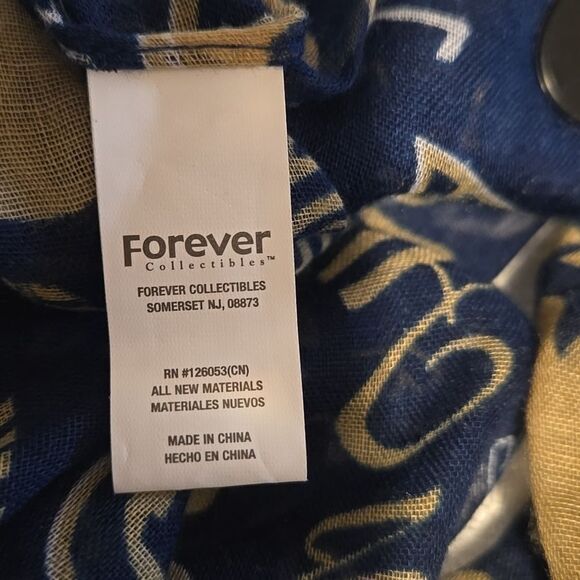 Forever
Collectibles™
FOREVER COLLECTIBLES
SOMERSET NJ, 08873
RN #126053(CN)
ALL NEW MATERIALS
MATERIALES NUEVOS
MADE IN CHINA
HECHO EN CHINA